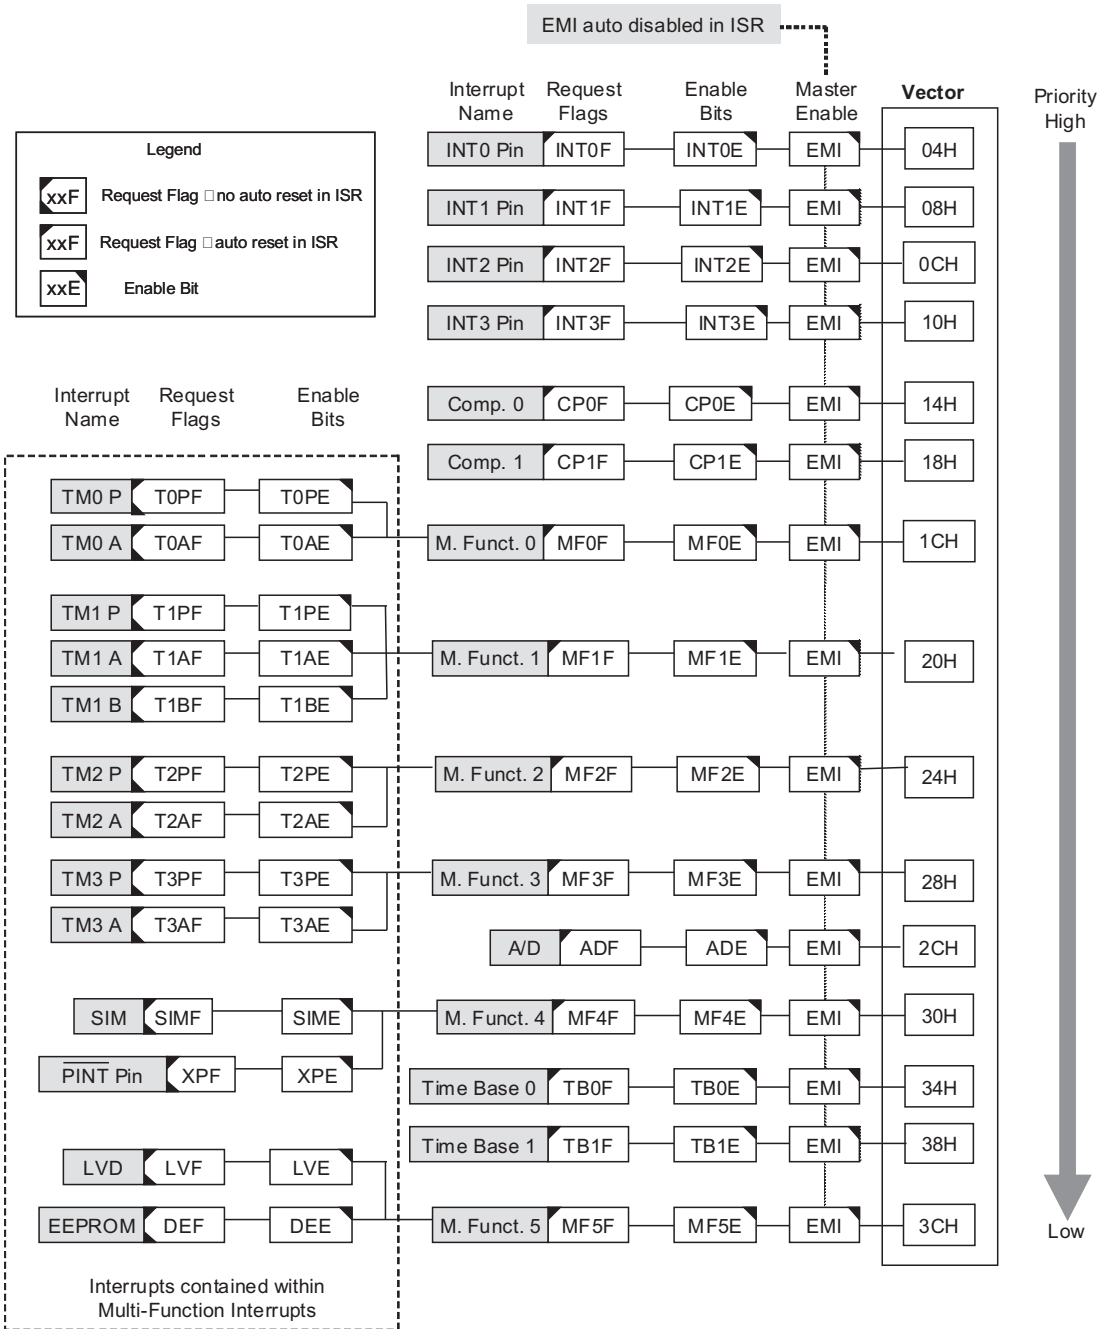 EMI auto disabled in ISR
Interrupt Name Request Flags Enable Bits Master Enable Vector Priority High
INT0 Pin INT0F INT0E EMI 04H
Legend
xxF Request Flag □ no auto reset in ISR
xxF Request Flag □ auto reset in ISR
xxE Enable Bit
INT1 Pin INT1F INT1E EMI 08H
INT2 Pin INT2F INT2E EMI 0CH
INT3 Pin INT3F INT3E EMI 10H
Interrupt Name Request Flags Enable Bits
Comp. 0 CP0F CP0E EMI 14H
Comp. 1 CP1F CP1E EMI 18H
TM0 P T0PF T0PE
TM0 A T0AF T0AE M. Funct. 0 MF0F MF0E EMI 1CH
TM1 P T1PF T1PE
TM1 A T1AF T1AE M. Funct. 1 MF1F MF1E EMI 20H
TM1 B T1BF T1BE
TM2 P T2PF T2PE M. Funct. 2 MF2F MF2E EMI 24H
TM2 A T2AF T2AE
TM3 P T3PF T3PE M. Funct. 3 MF3F MF3E EMI 28H
TM3 A T3AF T3AE
A/D ADF ADE EMI 2CH
SIM SIMF SIME M. Funct. 4 MF4F MF4E EMI 30H
PINT Pin XPF XPE
Time Base 0 TB0F TB0E EMI 34H
Time Base 1 TB1F TB1E EMI 38H
LVD LVF LVE
EEPROM DEF DEE M. Funct. 5 MF5F MF5E EMI 3CH
Low
Interrupts contained within
Multi-Function Interrupts